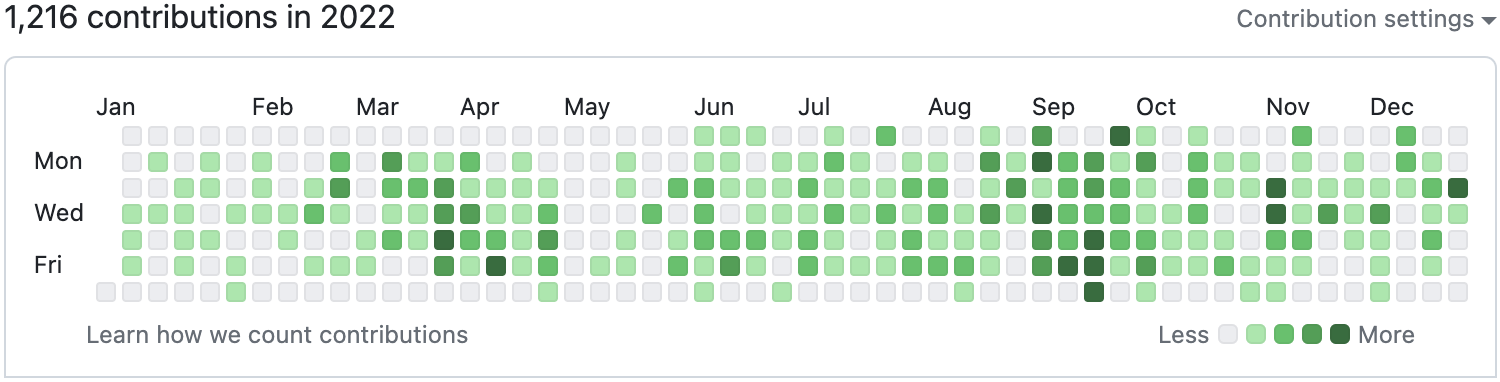 1,216 contributions in 2022 Contribution settings
Jan Feb Mar Apr May Jun Jul Aug Sep Oct Nov Dec
Mon
Wed
Fri
Learn how we count contributions Less More